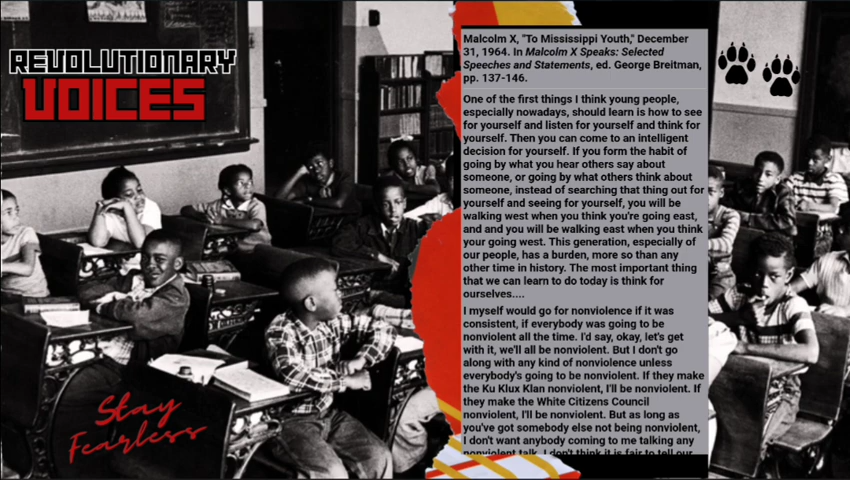 REVOLUTIONARY
VOICES
Stay
Fearless
Malcolm X, "To Mississippi Youth," December
31, 1964. In Malcolm X Speaks: Selected
Speeches and Statements, ed. George Breitman,
pp. 137-146.
One of the first things I think young people,
especially nowadays, should learn is how to see
for yourself and listen for yourself and think for
yourself. Then you can come to an intelligent
decision for yourself. If you form the habit of
going by what you hear others say about
someone, or going by what others think about
someone, instead of searching that thing out for
yourself and seeing for yourself, you will be
walking west when you think you're going east,
and and you will be walking east when you think
your going west. This generation, especially of
our people, has a burden, more so than any
other time in history. The most important thing
that we can learn to do today is think for
ourselves....
I myself would go for nonviolence if it was
consistent, if everybody was going to be
nonviolent all the time. I'd say, okay, let's get
with it, we'll all be nonviolent. But I don't go
along with any kind of nonviolence unless
everybody's going to be nonviolent. If they make
the Ku Klux Klan nonviolent, I'll be nonviolent. If
they make the White Citizens Council
nonviolent, I'll be nonviolent. But as long as
you've got somebody else not being nonviolent,
I don't want anybody coming to me talking any
nonviolent talk. I don't think it is fair to tell our